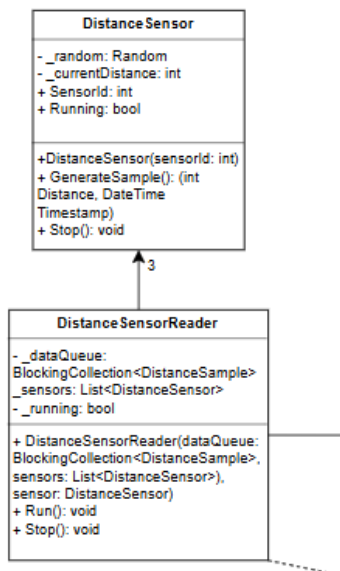 DistanceSensor
- _random: Random
- _currentDistance: int
+ SensorId: int
+ Running: bool
+DistanceSensor(sensorId: int)
+ GenerateSample(): (int
Distance, DateTime
Timestamp)
+ Stop(): void
3
DistanceSensorReader
- _dataQueue:
BlockingCollection<DistanceSample>
_sensors: List<DistanceSensor>
- _running: bool
+ DistanceSensorReader(dataQueue:
BlockingCollection<DistanceSample>,
sensors: List<DistanceSensor>),
sensor: DistanceSensor)
+ Run(): void
+ Stop(): void